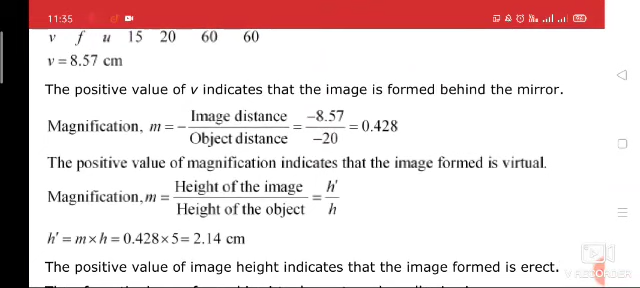 11:35
v f u 15 20 60 60
v = 8.57 cm
The positive value of v indicates that the image is formed behind the mirror.
Magnification, m = − Image distance / Object distance = −8.57 / −20 = 0.428
The positive value of magnification indicates that the image formed is virtual.
Magnification, m = Height of the image / Height of the object = h' / h
h' = m × h = 0.428 × 5 = 2.14 cm
The positive value of image height indicates that the image formed is erect.
V RECORDER